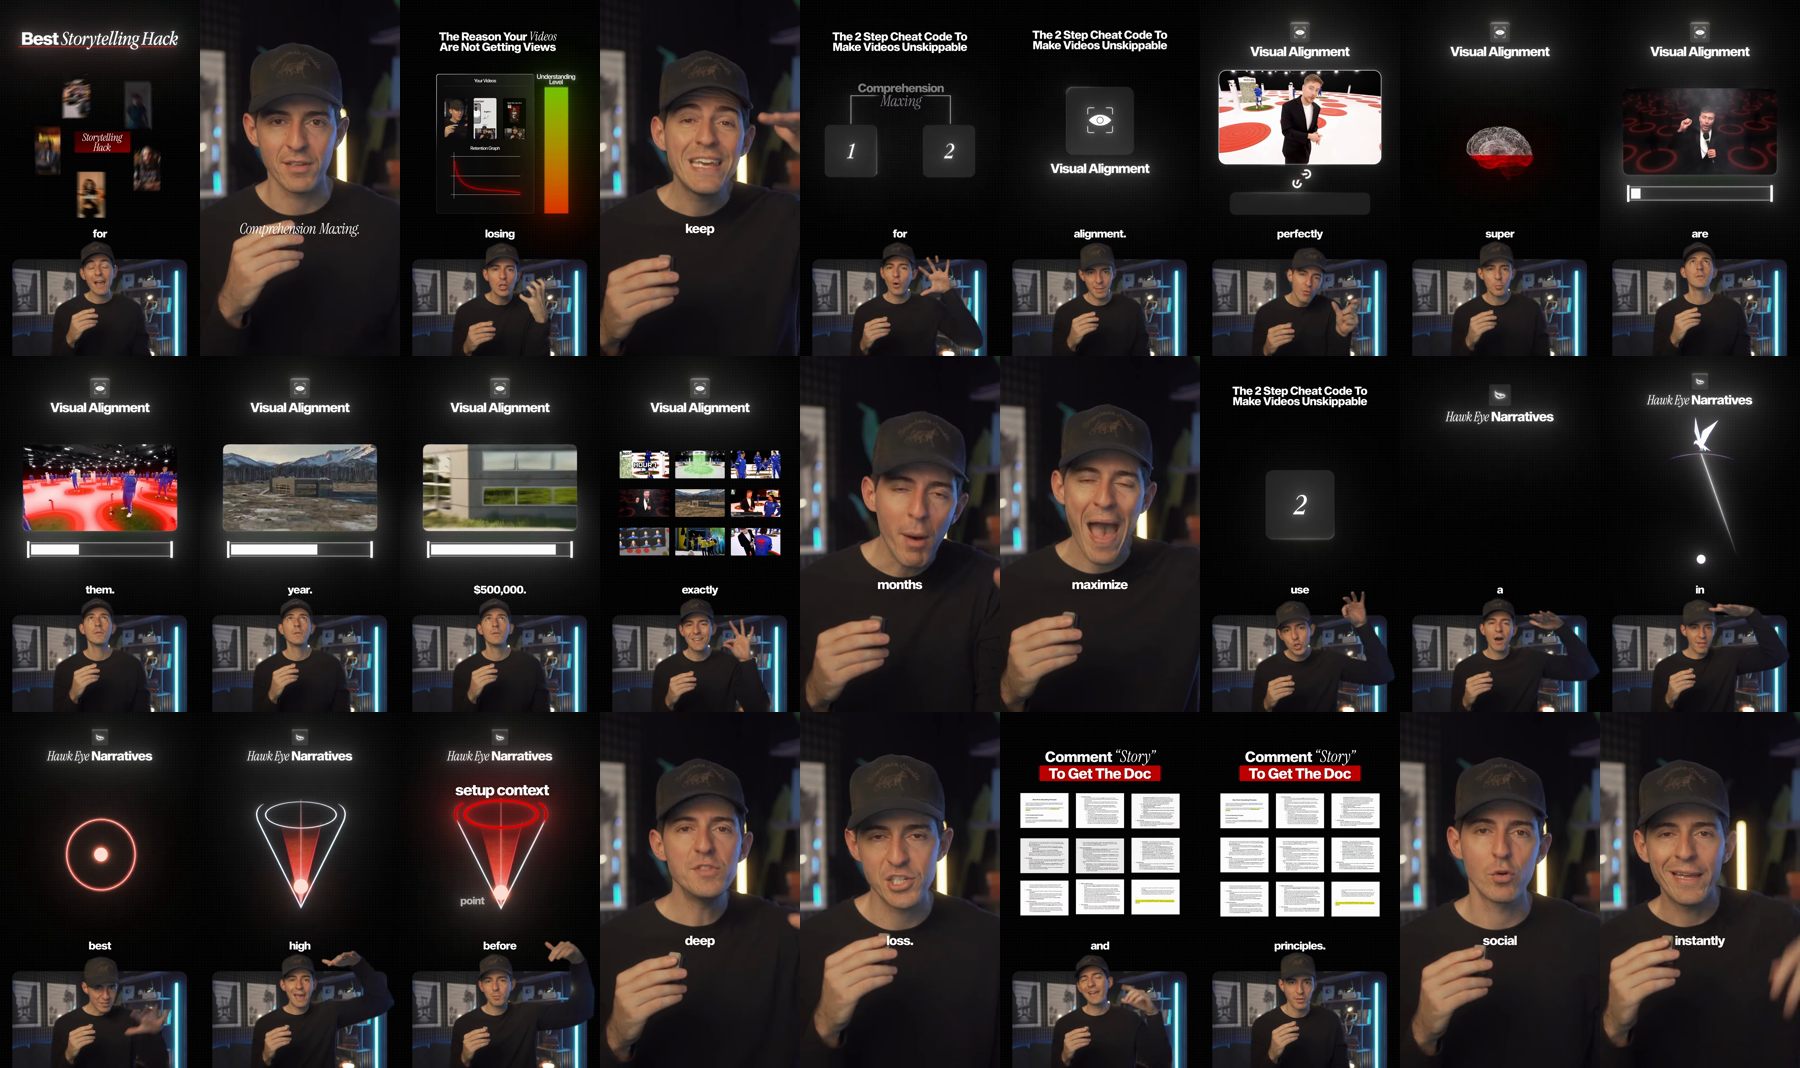 Best Storytelling Hack
Storytelling
Hack
for
Comprehension Maxing.
The Reason Your Videos
Are Not Getting Views
Your Videos
Understanding
Level
Retention Graph
losing
keep
The 2 Step Cheat Code To
Make Videos Unskippable
Comprehension
Maxing
1
2
for
The 2 Step Cheat Code To
Make Videos Unskippable
Visual Alignment
alignment.
Visual Alignment
perfectly
Visual Alignment
super
Visual Alignment
are
Visual Alignment
them.
Visual Alignment
year.
Visual Alignment
$500,000.
Visual Alignment
HOUR 1
exactly
months
maximize
The 2 Step Cheat Code To
Make Videos Unskippable
2
use
Hawk Eye Narratives
a
Hawk Eye Narratives
in
Hawk Eye Narratives
best
Hawk Eye Narratives
high
Hawk Eye Narratives
setup context
point
before
deep
loss.
Comment “Story”
To Get The Doc
and
Comment “Story”
To Get The Doc
principles.
social
instantly